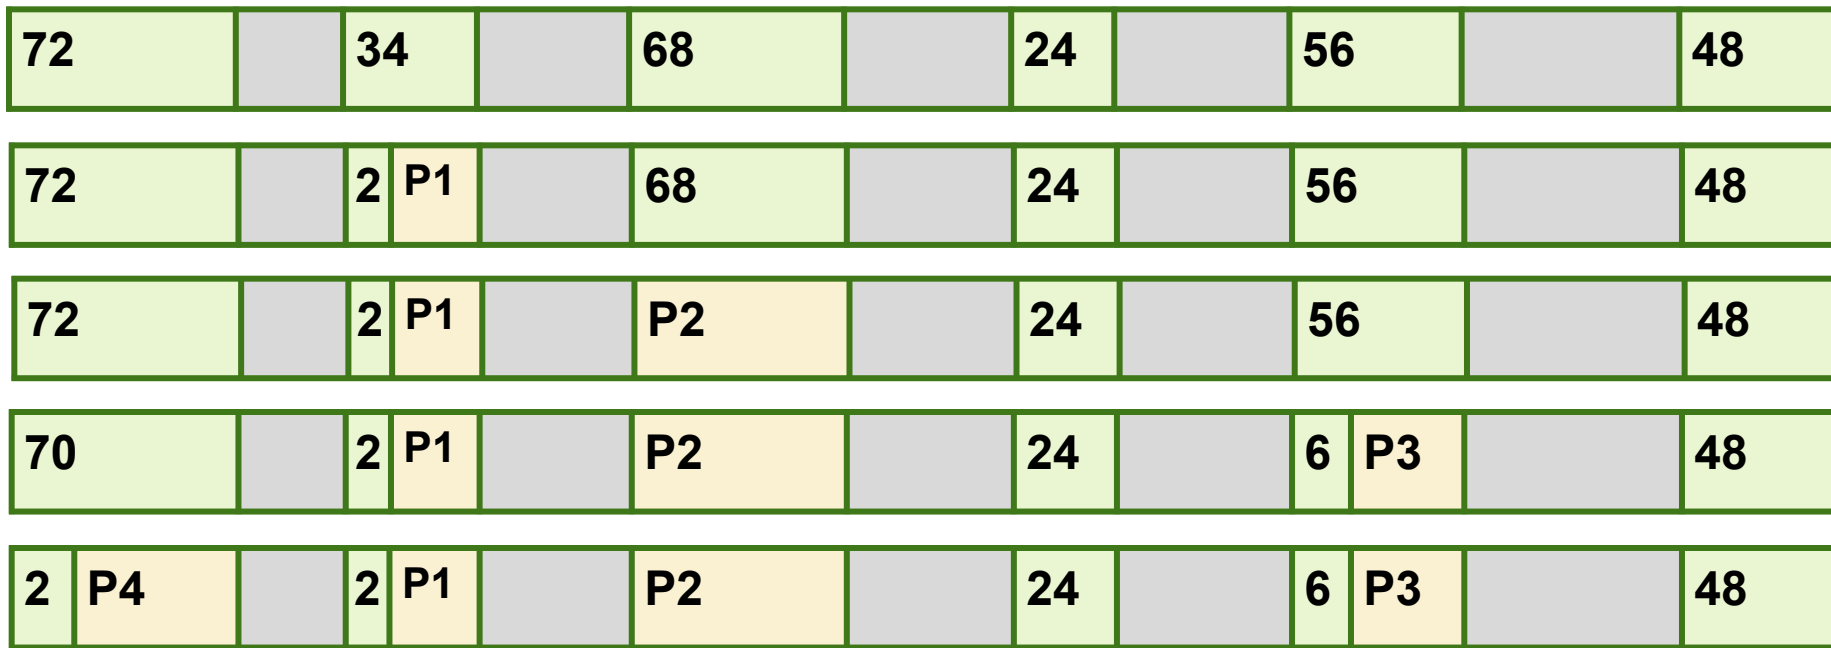 72 34 68 24 56 48
72 2 P1 68 24 56 48
72 2 P1 P2 24 56 48
70 2 P1 P2 24 6 P3 48
2 P4 2 P1 P2 24 6 P3 48